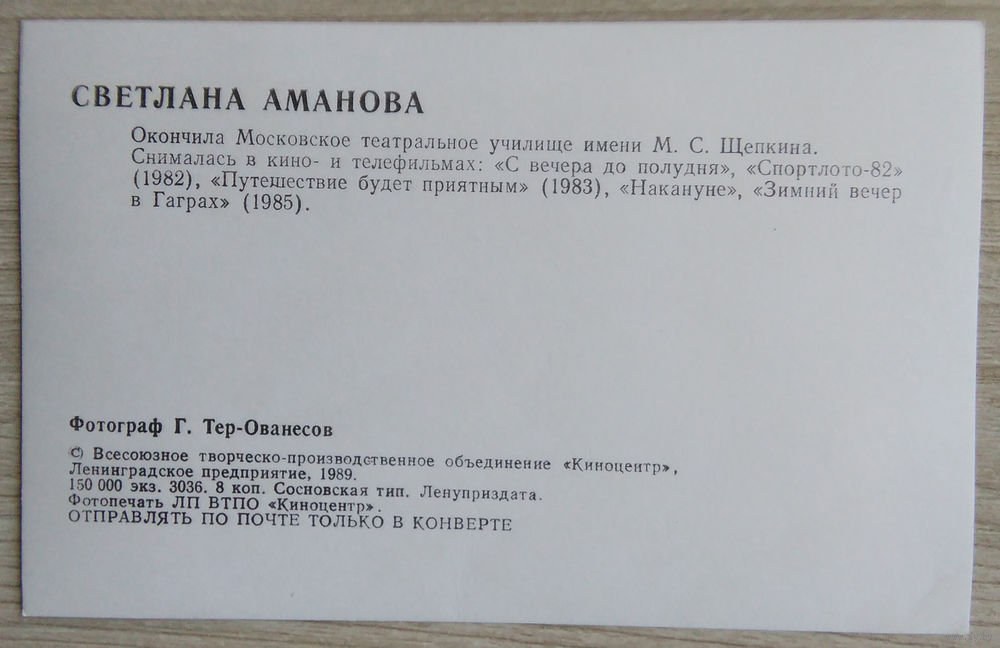 СВЕТЛАНА АМАНОВА
Окончила Московское театральное училище имени М. С. Щепкина.
Снималась в кино- и телефильмах: «С вечера до полудня», «Спортлото-82»
(1982), «Путешествие будет приятным» (1983), «Накануне», «Зимний вечер
в Гаграх» (1985).
Фотограф Г. Тер-Ованесов
© Всесоюзное творческо-производственное объединение «Киноцентр»,
Ленинградское предприятие, 1989.
150 000 экз. 3036. 8 коп. Сосновская тип. Ленуприздата.
Фотопечать ЛП ВТПО «Киноцентр».
ОТПРАВЛЯТЬ ПО ПОЧТЕ ТОЛЬКО В КОНВЕРТЕ